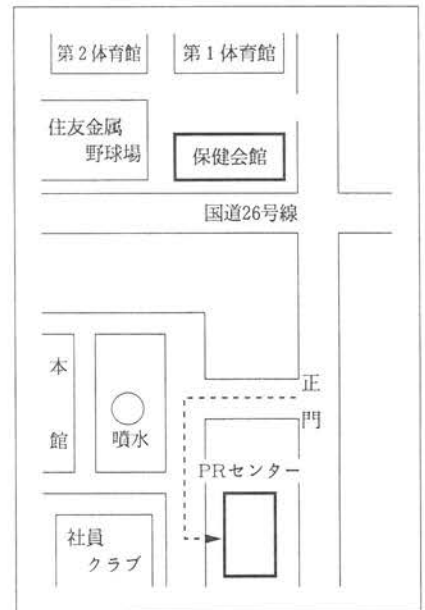 第2体育館
第1体育館
住友金属
野球場
保健会館
国道26号線
正門
本館
噴水
PRセンター
社員
クラブ